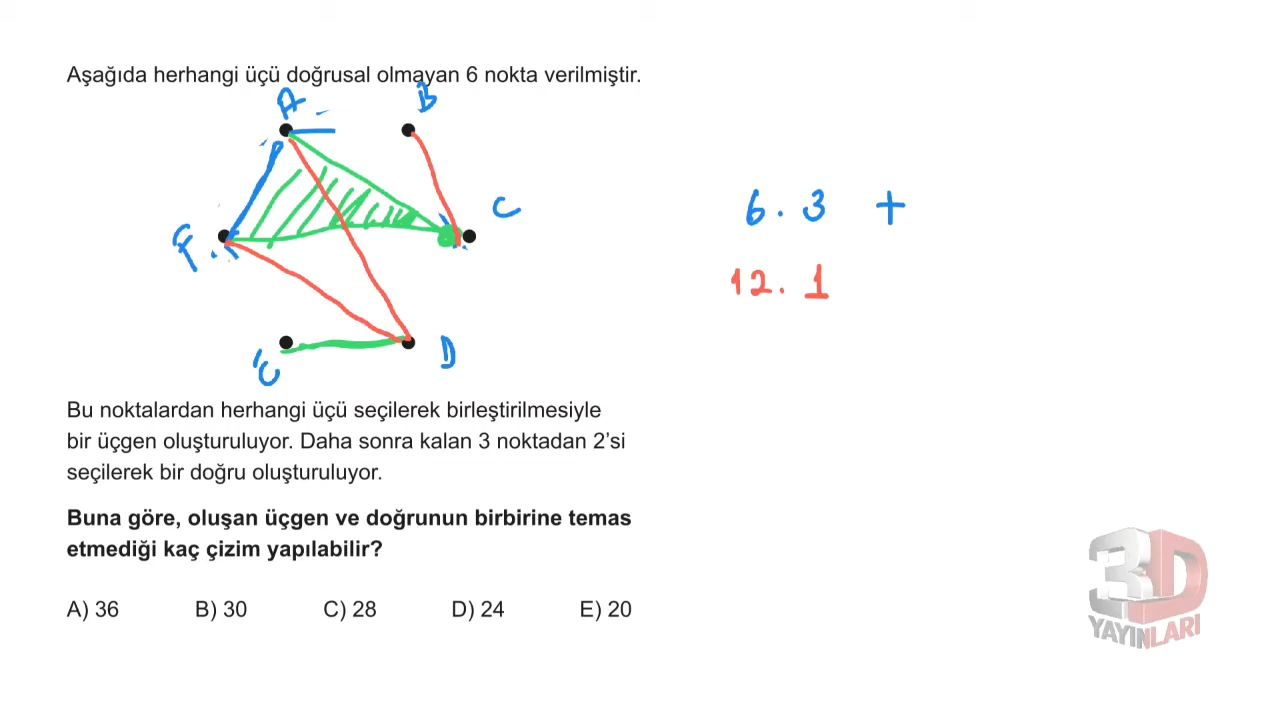 Aşağıda herhangi üçü doğrusal olmayan 6 nokta verilmiştir.
A
B
C
F
E
D
6 . 3 +
12 . 1
Bu noktalardan herhangi üçü seçilerek birleştirilmesiyle
bir üçgen oluşturuluyor. Daha sonra kalan 3 noktadan 2'si
seçilerek bir doğru oluşturuluyor.
Buna göre, oluşan üçgen ve doğrunun birbirine temas
etmediği kaç çizim yapılabilir?
A) 36 B) 30 C) 28 D) 24 E) 20
3D
YAYINLARI